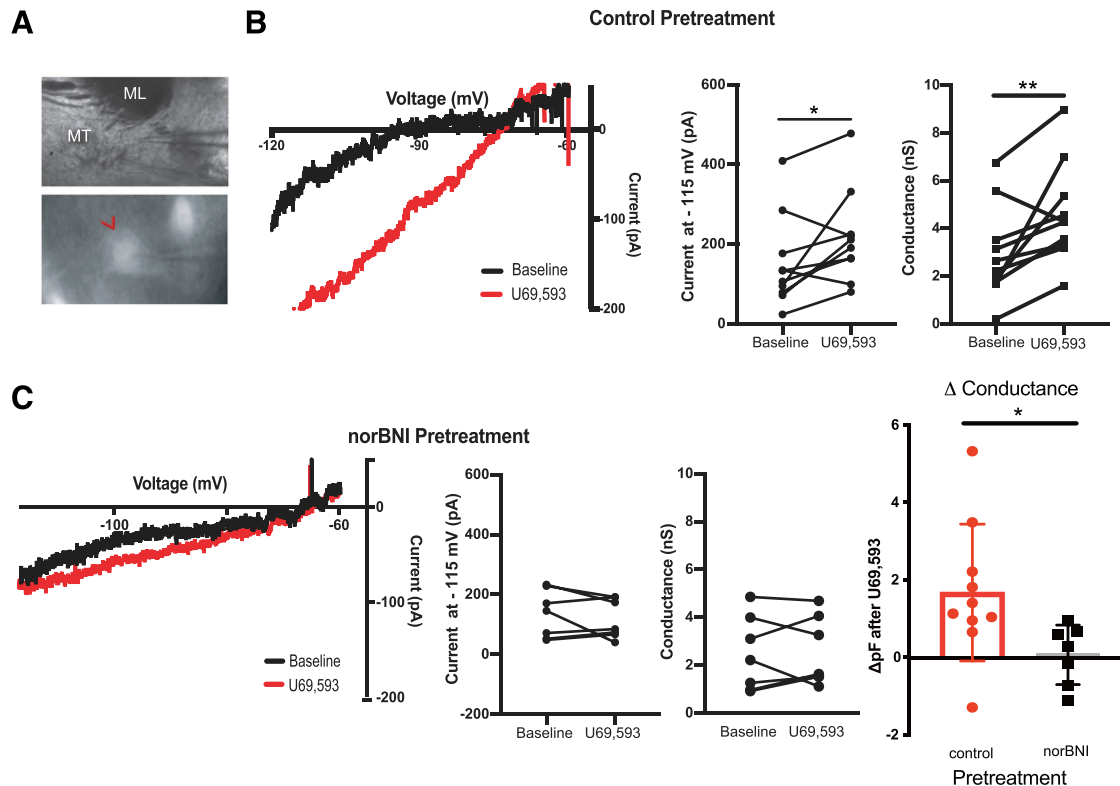 A
B
Control Pretreatment
ML
MT
Voltage (mV)
-120
-90
-60
0
-100
-200
Current (pA)
Baseline
U69,593
600
400
200
0
Current at - 115 mV (pA)
*
Baseline
U69,593
10
8
6
4
2
0
Conductance (nS)
**
Baseline
U69,593
C
norBNI Pretreatment
Voltage (mV)
-100
-60
0
-100
-200
Current (pA)
Baseline
U69,593
600
400
200
0
-200
Current at - 115 mV (pA)
Baseline
U69,593
10
8
6
4
2
0
Conductance (nS)
Baseline
U69,593
Δ Conductance
*
6
4
2
0
-2
ΔpF after U69,593
control
norBNI
Pretreatment